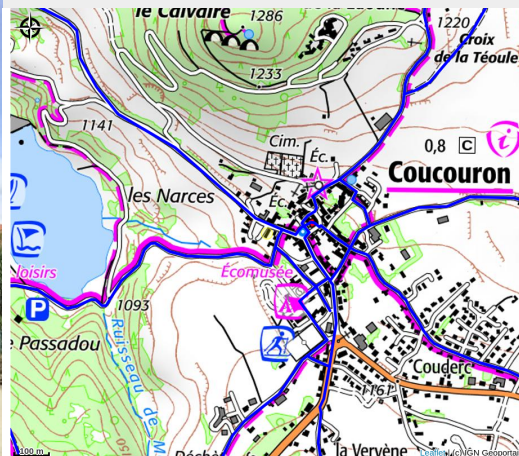 le Calvaire
1286
1220
Croix
de la Téoule
1233
1141
0,8 C
i
Cim.
Éc.
Coucouron
les Narces
Éc.
loisirs
Écomusée
P
1093
Passadou
Ruisseau de
Couderc
1161
la Vervène
100 m
Leaflet | (c) IGN Geoportail